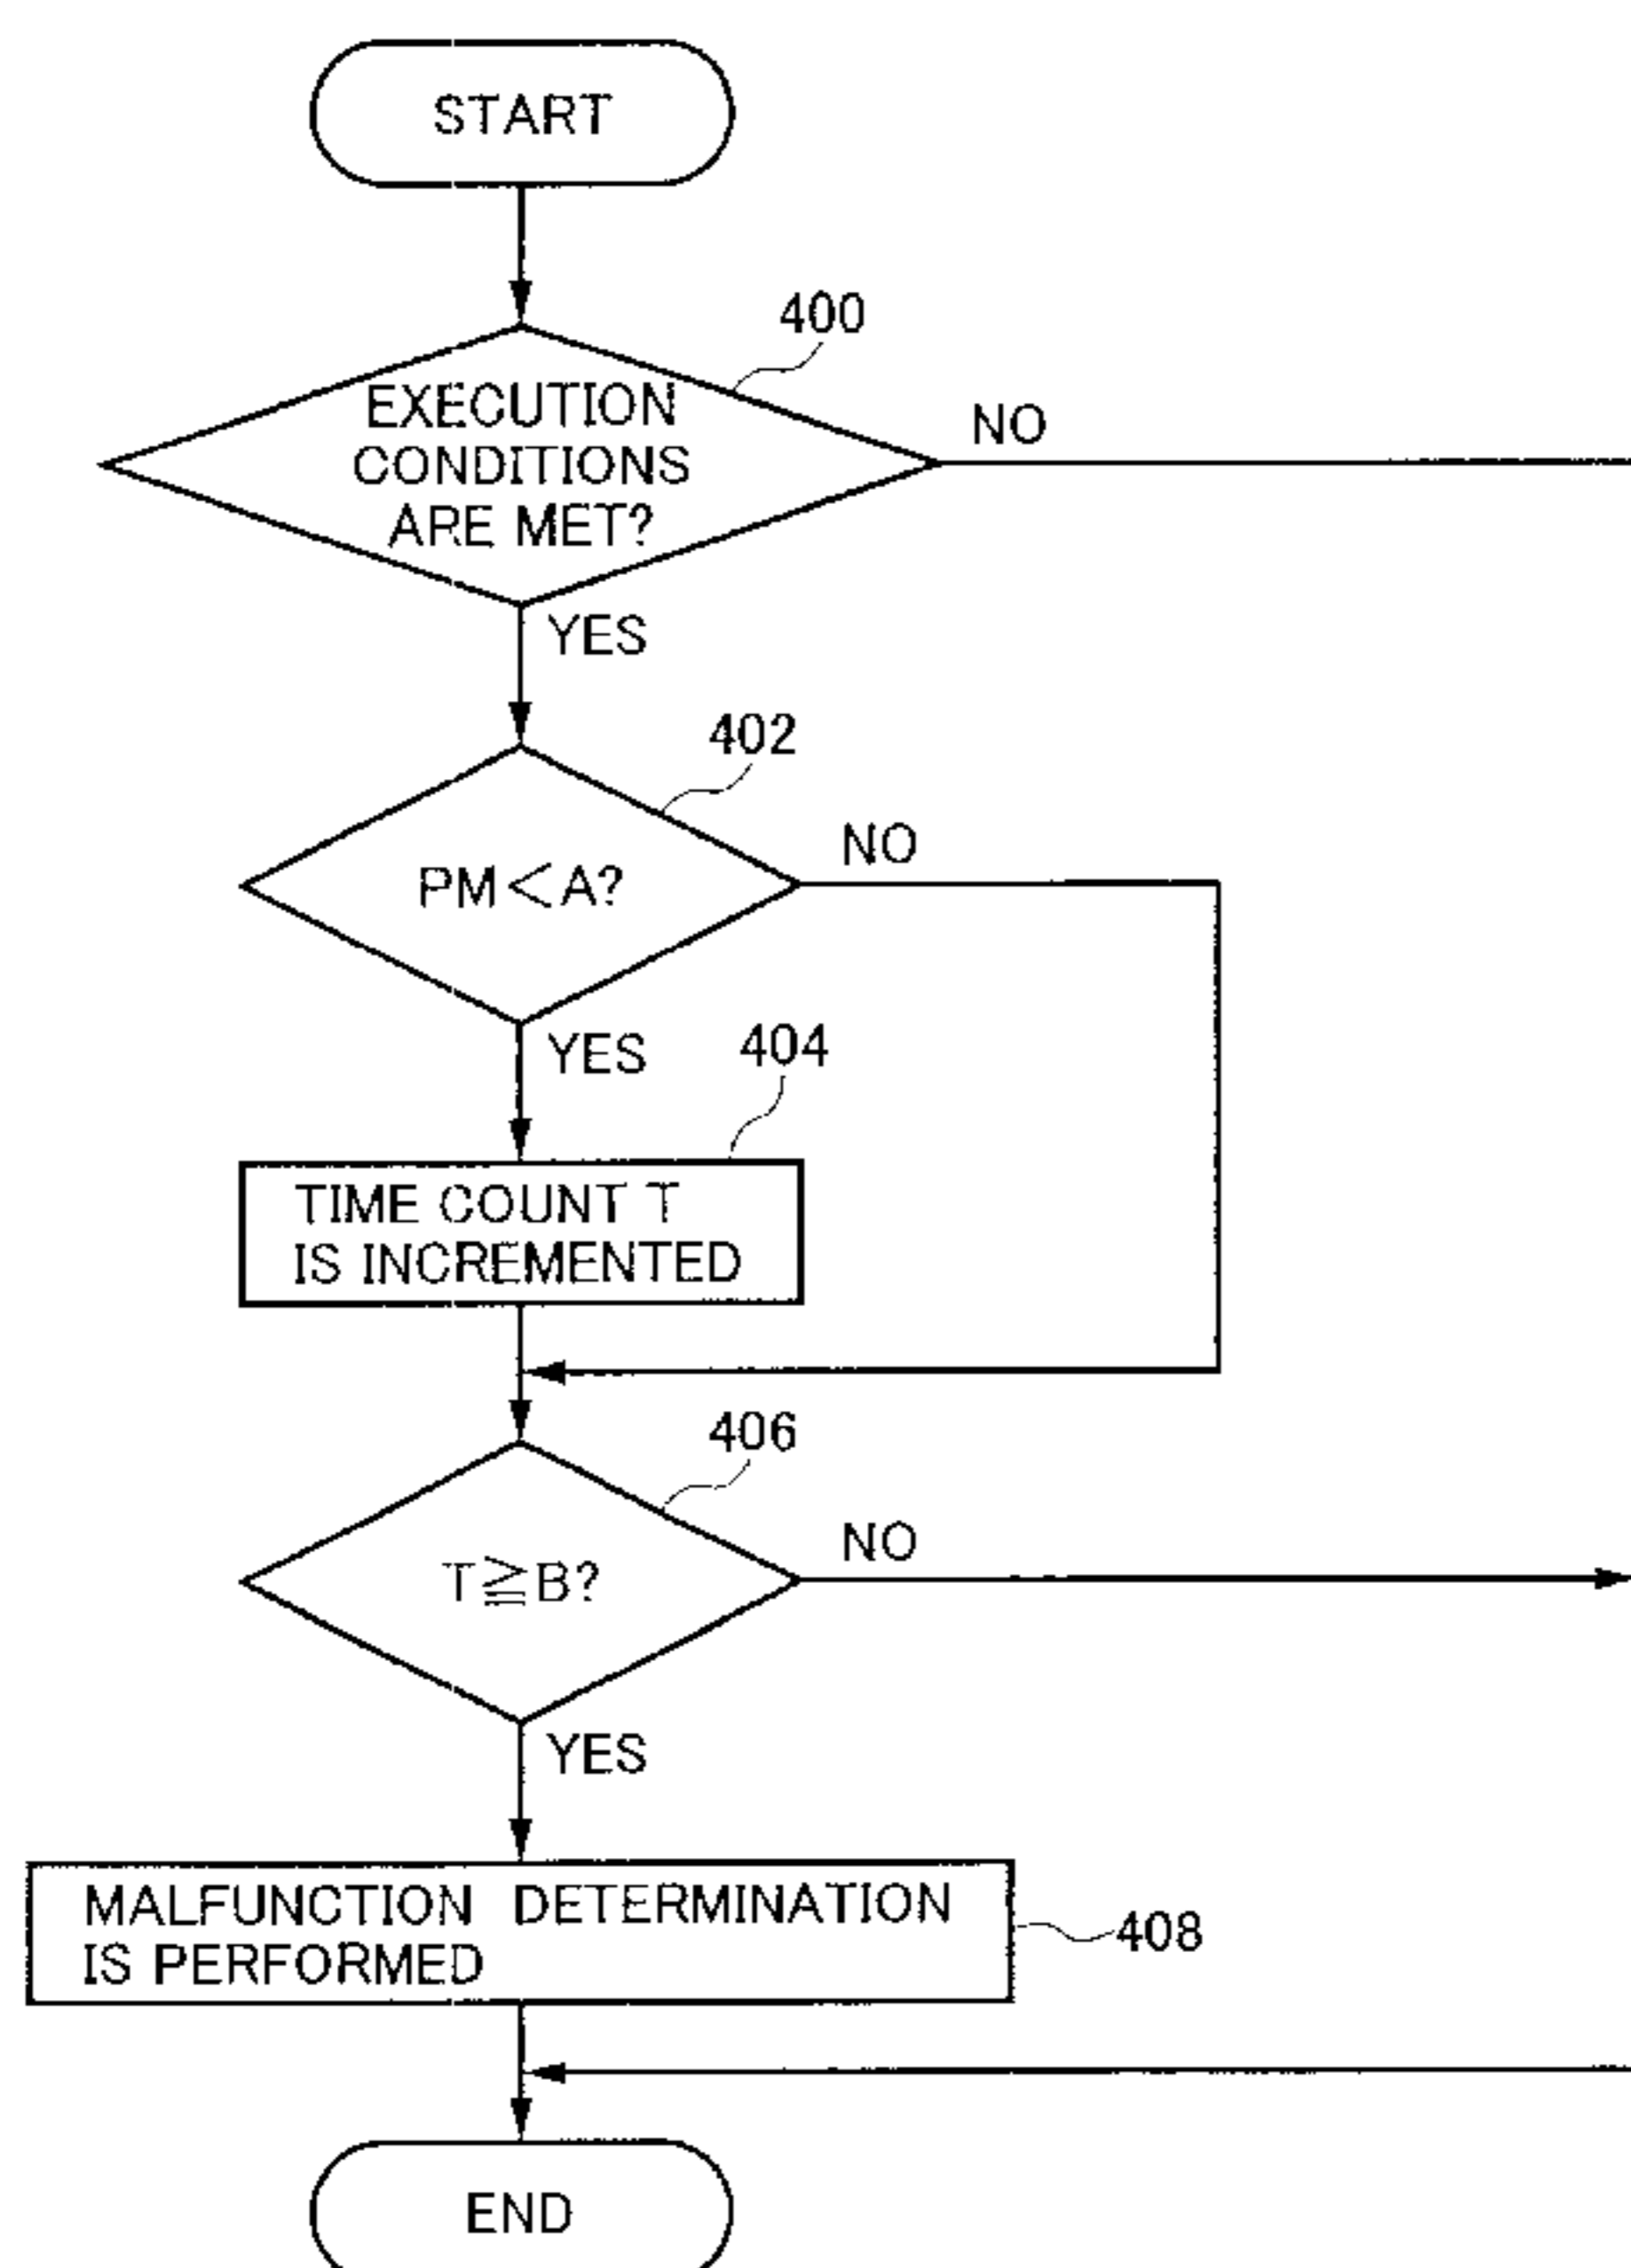 START
400
EXECUTION
CONDITIONS
ARE MET?
NO
YES
402
PM<A?
NO
YES
404
TIME COUNT T
IS INCREMENTED
406
T≧B?
NO
YES
MALFUNCTION DETERMINATION
IS PERFORMED
408
END